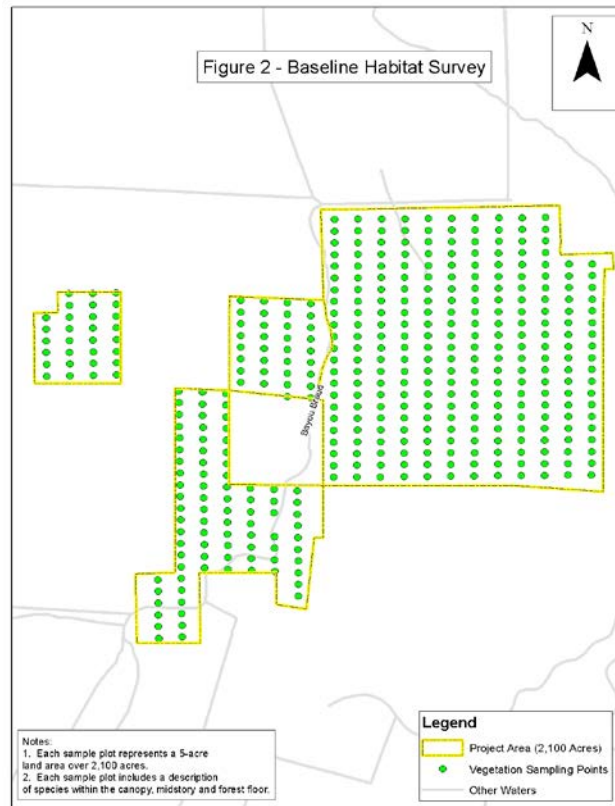 Figure 2 - Baseline Habitat Survey
N
Bayou Braud
Notes:
1. Each sample plot represents a 5-acre
land area over 2,100 acres.
2. Each sample plot includes a description
of species within the canopy, midstory and forest floor.
Legend
Project Area (2,100 Acres)
Vegetation Sampling Points
Other Waters